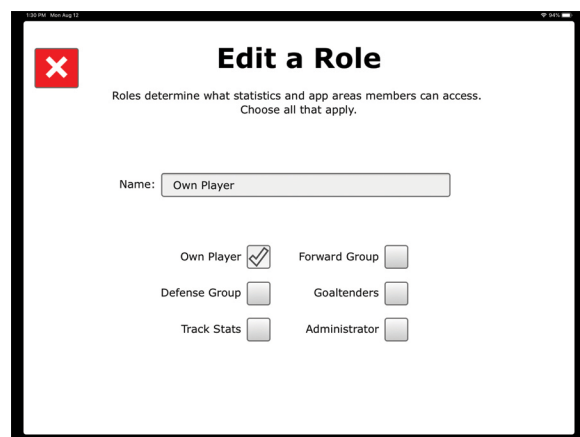 1:30 PM Mon Aug 12 94%
Edit a Role
Roles determine what statistics and app areas members can access.
Choose all that apply.
Name: Own Player
Own Player Forward Group
Defense Group Goaltenders
Track Stats Administrator